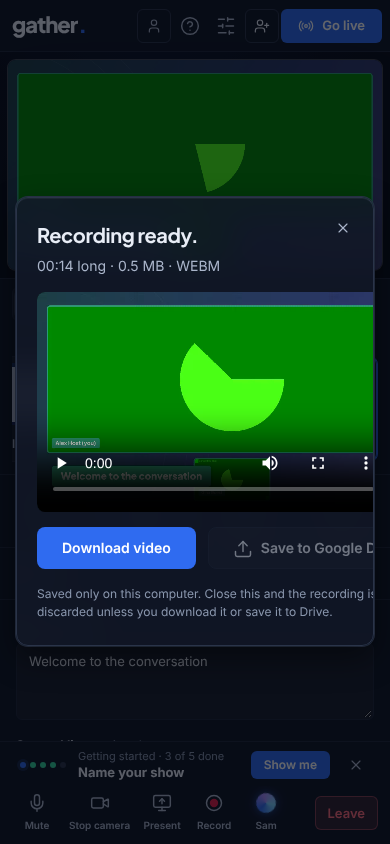 gather.
Go live
Recording ready.
00:14 long · 0.5 MB · WEBM
Alex Host (you)
Welcome to the conversation
0:00
Download video
Save to Google D
Saved only on this computer. Close this and the recording is
discarded unless you download it or save it to Drive.
Welcome to the conversation
Getting started · 3 of 5 done
Name your show
Show me
Mute
Stop camera
Present
Record
Sam
Leave